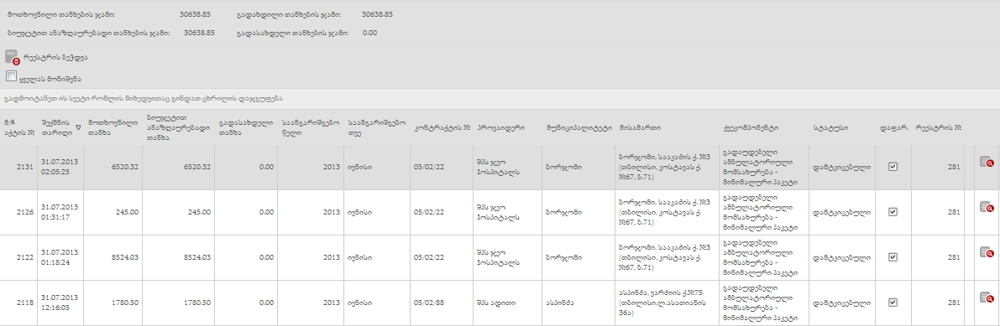 მოთხოვნილი თანხების ჯამი: 30638.85 გადახდილი თანხების ჯამი: 30638.85
ბიუჯეტით ანაზღაურებადი თანხების ჯამი: 30638.85 გადასახდელი თანხების ჯამი: 0.00
რეესტრის ბეჭდვა
ყველას მონიშვნა
გადმოიტანეთ ის სვეტი რომლის მიხედვითაც გინდათ ცხრილის დაჯგუფება
მ/ჩ აქტის №
შექმნის თარიღი
მოთხოვნილი თანხა
ბიუჯეტით ანაზღაურებადი თანხა
გადასახდელი თანხა
საანგარიშგებო წელი
საანგარიშგებო თვე
კონტრაქტის №
პროვაიდერი
მუნიციპალიტეტი
მისამართი
ქვეკომპონენტი
სტატუსი
დაფარ.
რეესტრის №
2131
31.07.2013
02:05:25
6520.32
6520.32
0.00
2013
ივნისი
05/02/22
შპს ჯეო
ჰოსპიტალს
ბორჯომი
ბორჯომი, სააკაძის ქ. №3
(თბილისი, კოსტავას ქ.
№67, ბ.71)
გადაუდებელი
ამბულატორიული
მომსახურება -
მინიმალური პაკეტი
დამტკიცებული
281
2126
31.07.2013
01:31:17
245.00
245.00
0.00
2013
ივნისი
05/02/22
შპს ჯეო
ჰოსპიტალს
ბორჯომი
ბორჯომი, სააკაძის ქ. №3
(თბილისი, კოსტავას ქ.
№67, ბ.71)
გადაუდებელი
ამბულატორიული
მომსახურება -
მინიმალური პაკეტი
დამტკიცებული
281
2122
31.07.2013
01:18:24
8524.03
8524.03
0.00
2013
ივნისი
05/02/22
შპს ჯეო
ჰოსპიტალს
ბორჯომი
ბორჯომი, სააკაძის ქ. №3
(თბილისი, კოსტავას ქ.
№67, ბ.71)
გადაუდებელი
ამბულატორიული
მომსახურება -
მინიმალური პაკეტი
დამტკიცებული
281
2118
31.07.2013
12:16:05
1780.50
1780.50
0.00
2013
ივნისი
05/02/88
შპს ადითი
ასპინძა
ასპინძა, ვარძიის ქ.№75
(თბილისი,ლ.ასათიანის
36ა)
გადაუდებელი
ამბულატორიული
მომსახურება -
მინიმალური პაკეტი
დამტკიცებული
281